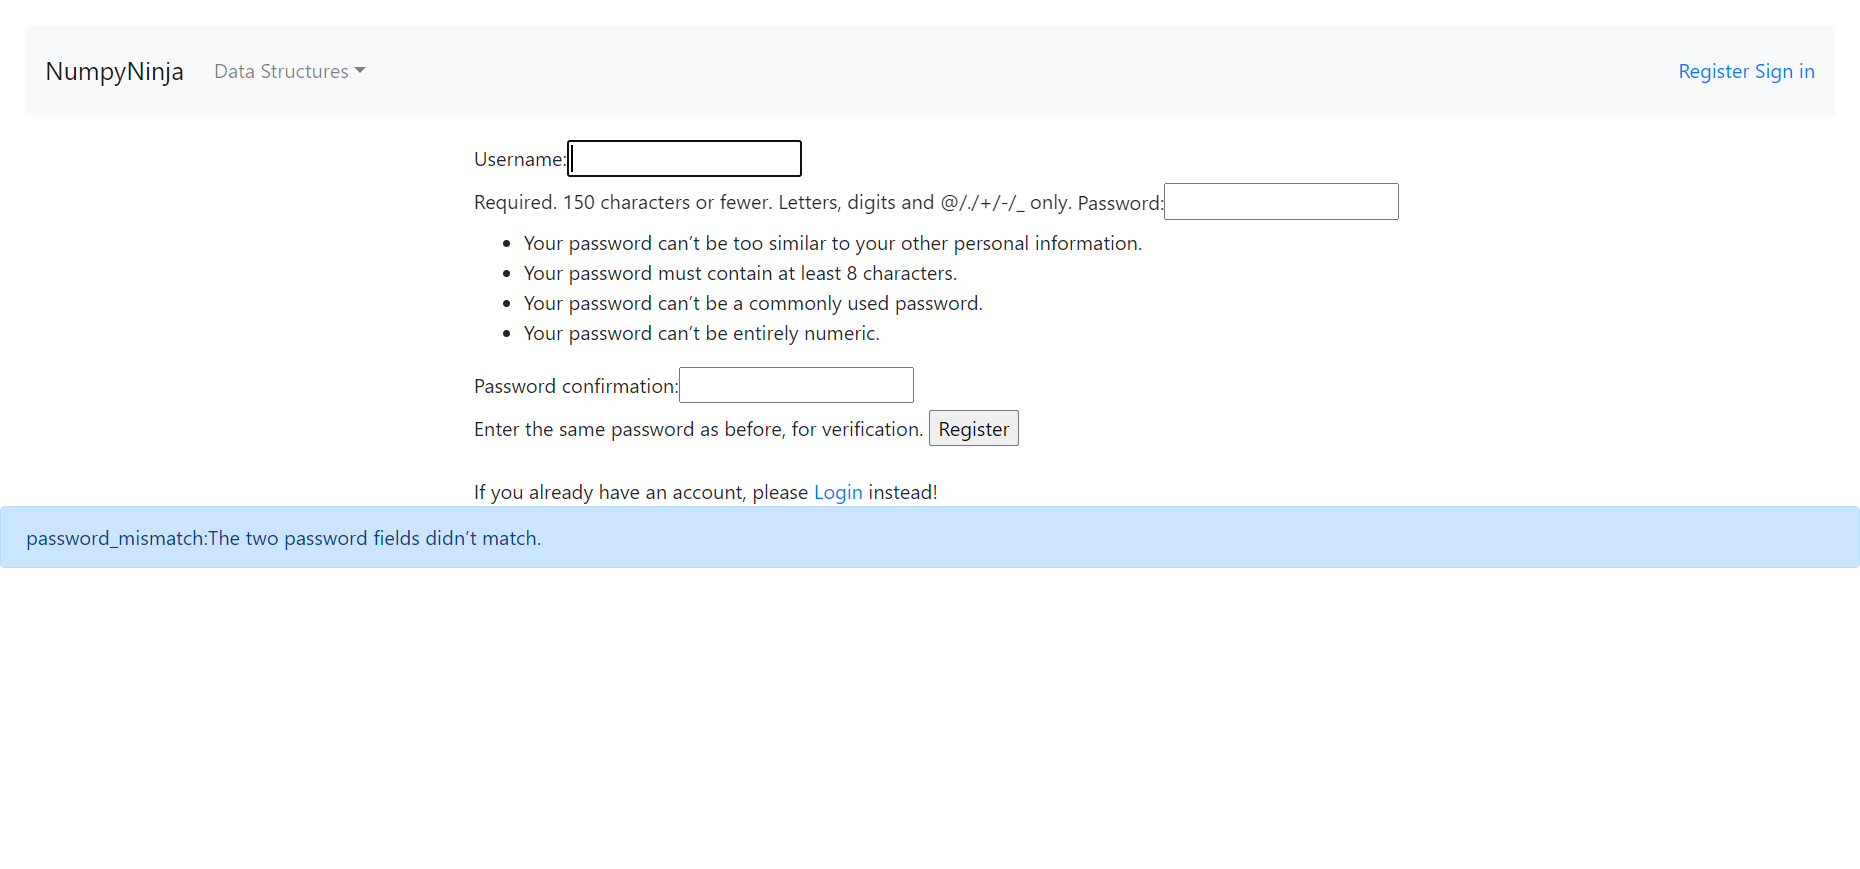 NumpyNinja Data Structures Register Sign in
Username:
Required. 150 characters or fewer. Letters, digits and @/./+/-/_ only. Password:
• Your password can’t be too similar to your other personal information.
• Your password must contain at least 8 characters.
• Your password can’t be a commonly used password.
• Your password can’t be entirely numeric.
Password confirmation:
Enter the same password as before, for verification. Register
If you already have an account, please Login instead!
password_mismatch:The two password fields didn’t match.